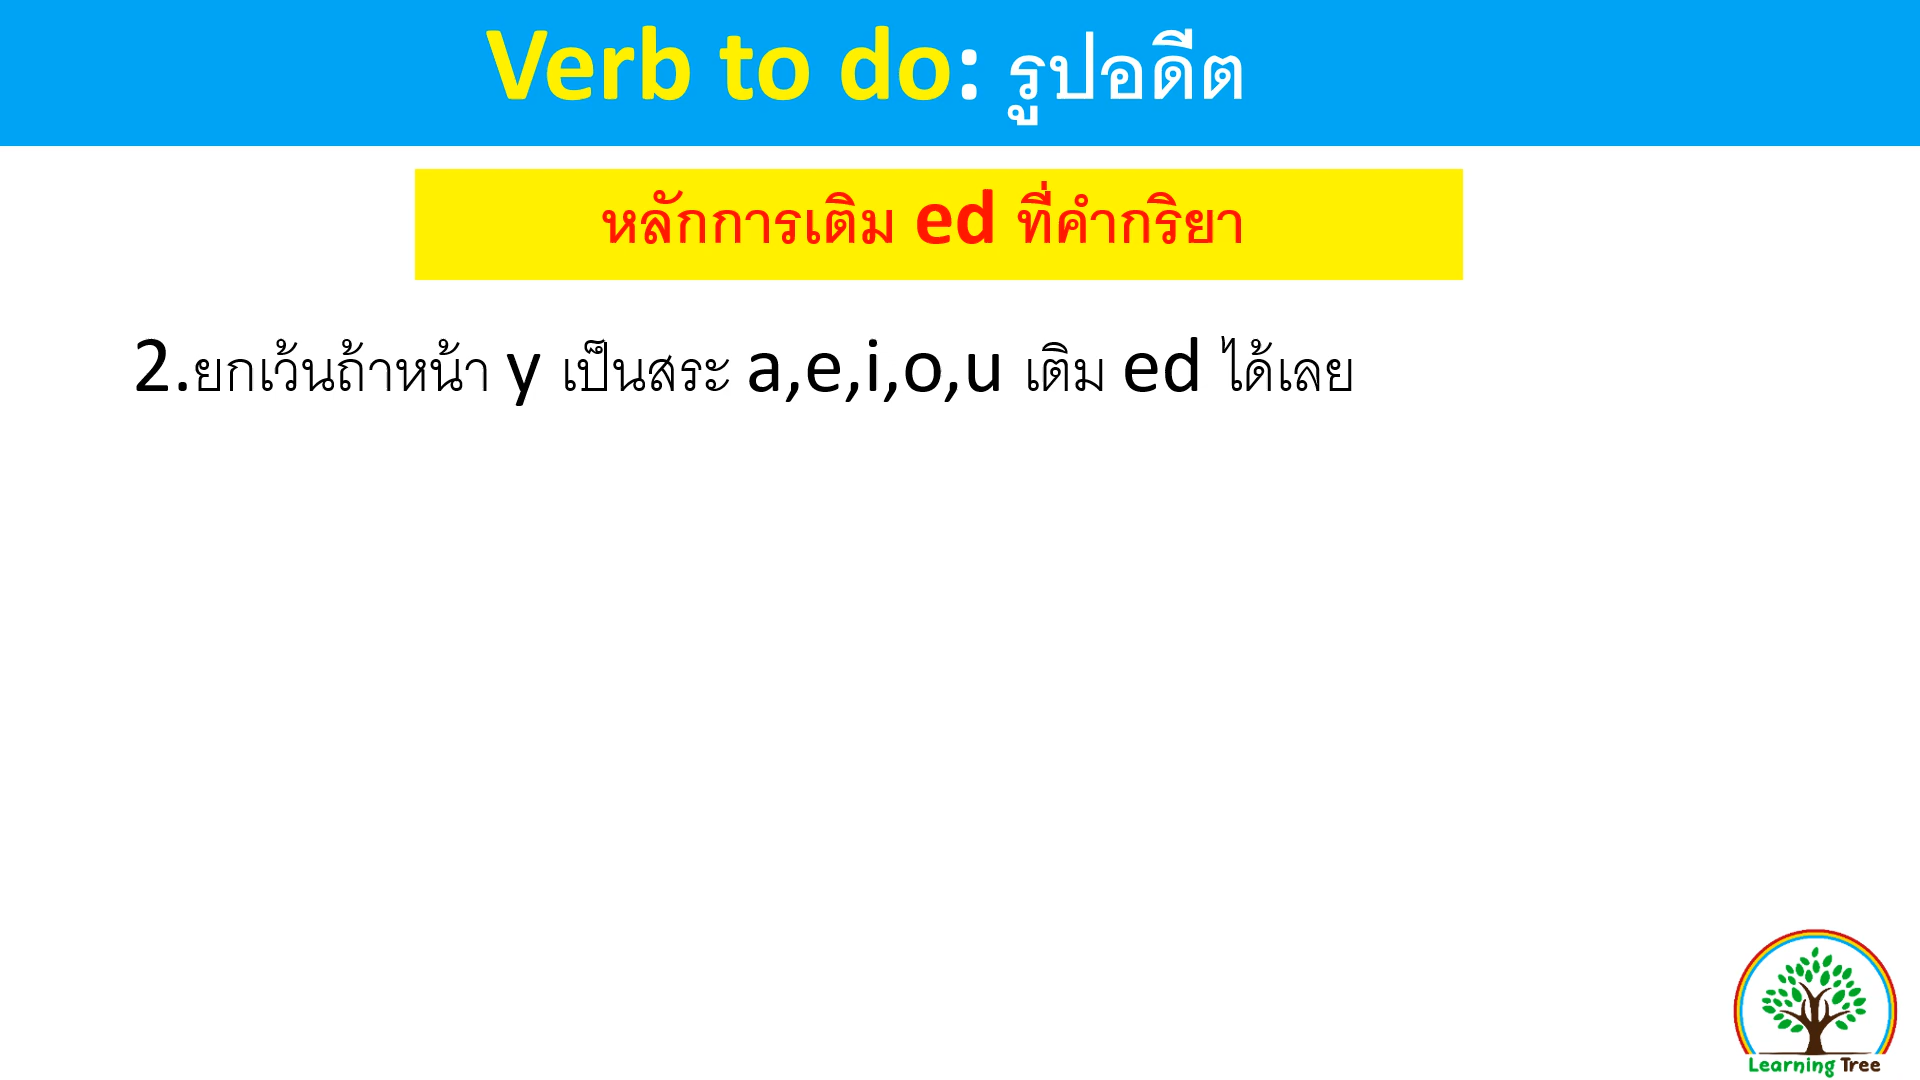 Verb to do: รูปอดีต
หลักการเติม ed ที่คำกริยา
2.ยกเว้นถ้าหน้า y เป็นสระ a,e,i,o,u เติม ed ได้เลย
Learning Tree